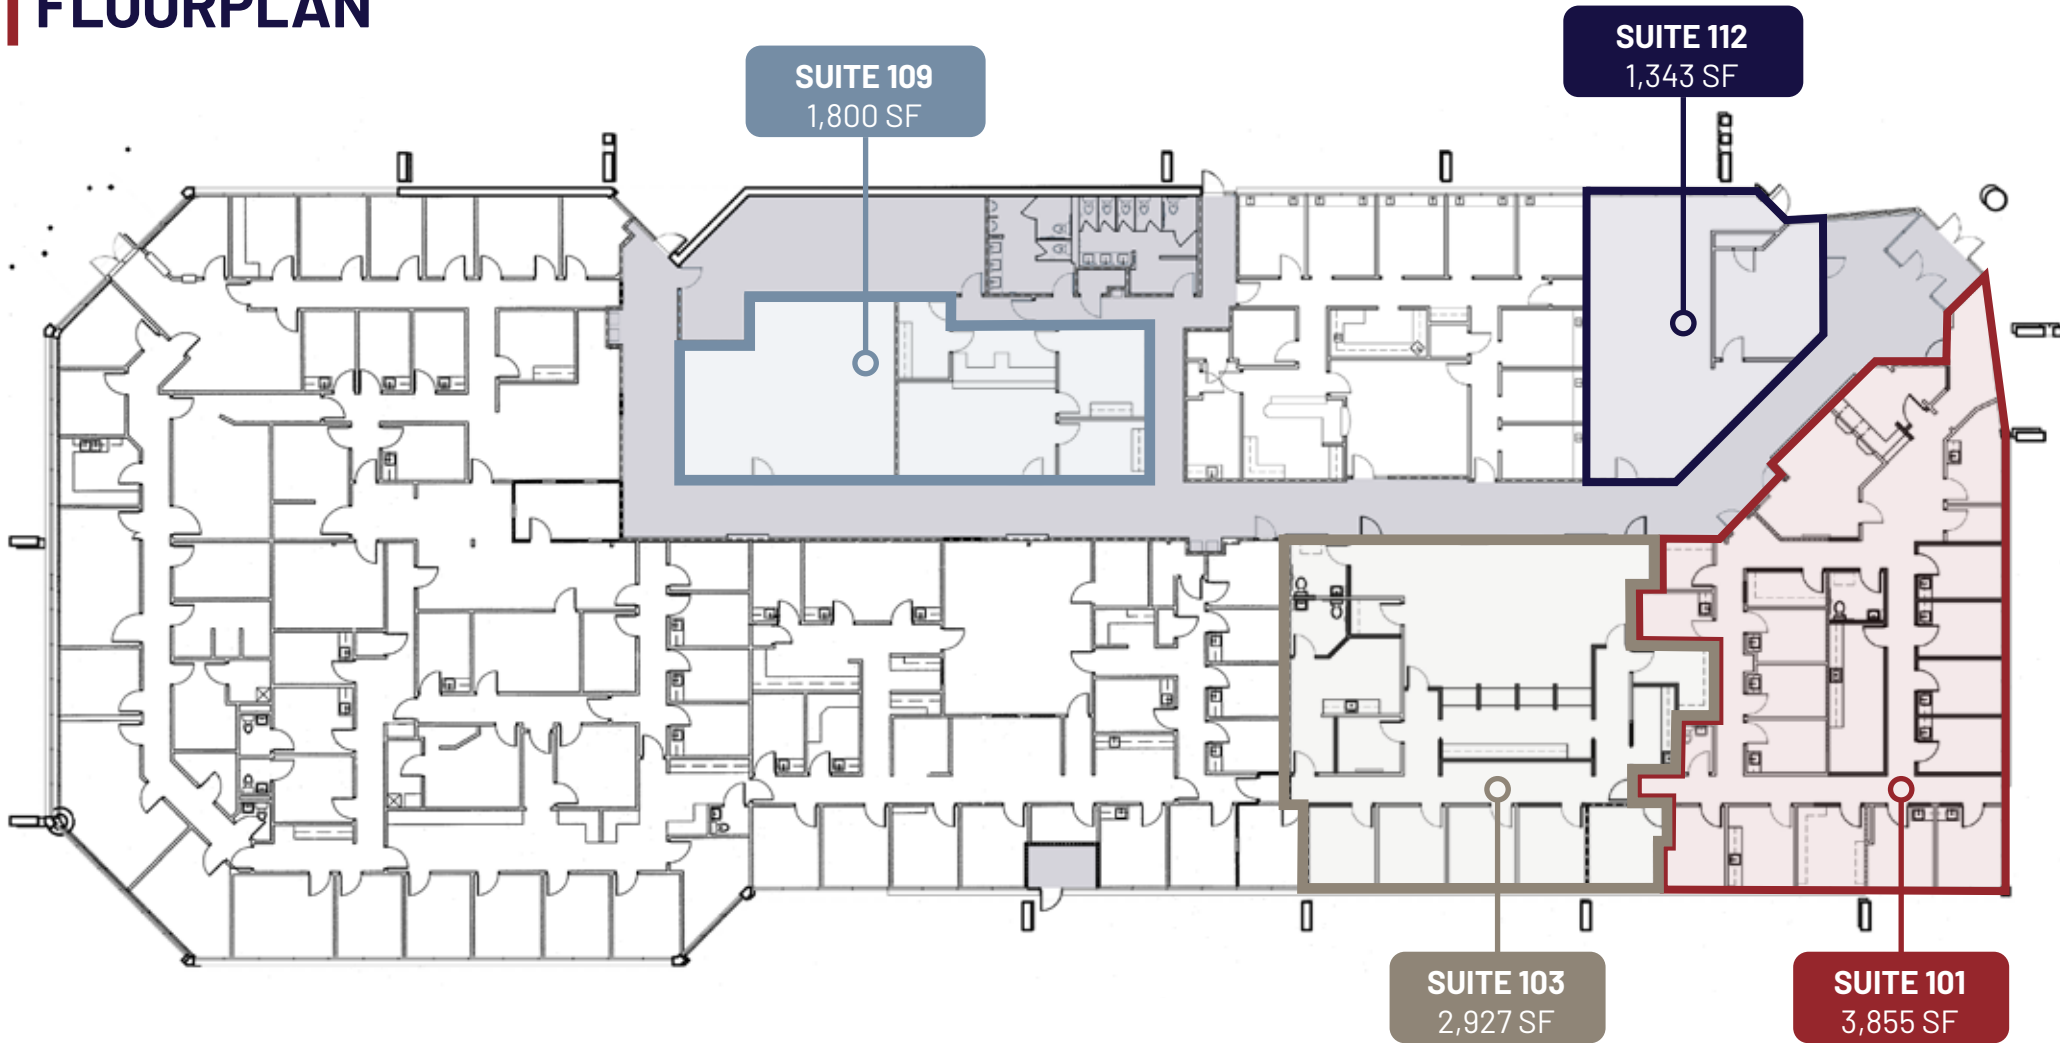 FLOORPLAN
SUITE 112
1,343 SF
SUITE 109
1,800 SF
SUITE 103
2,927 SF
SUITE 101
3,855 SF